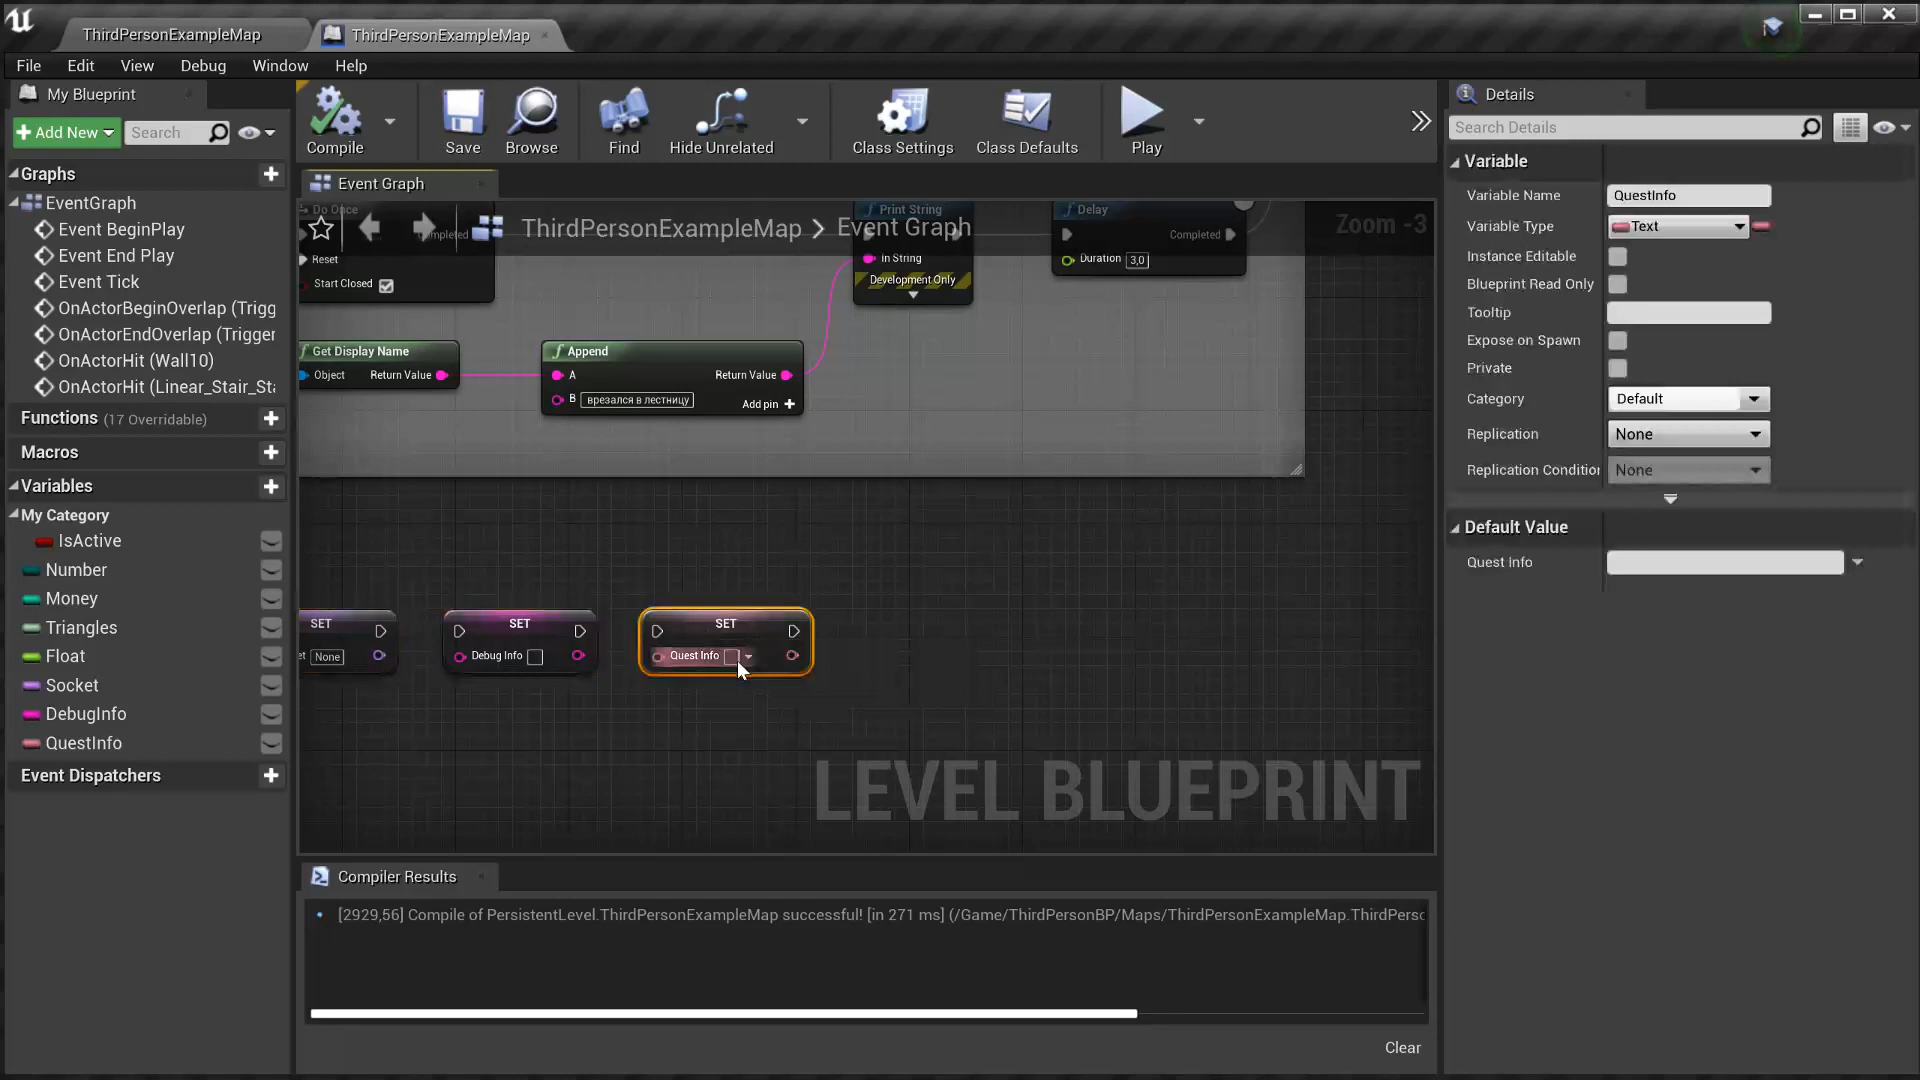 ThirdPersonExampleMap
ThirdPersonExampleMap
File Edit View Debug Window Help
My Blueprint
Add New
Search
Graphs
EventGraph
Event BeginPlay
Event End Play
Event Tick
OnActorBeginOverlap (Trigg
OnActorEndOverlap (Trigger
OnActorHit (Wall10)
OnActorHit (Linear_Stair_Sta
Functions (17 Overridable)
Macros
Variables
My Category
IsActive
Number
Money
Triangles
Float
Socket
DebugInfo
QuestInfo
Event Dispatchers
Compile
Save
Browse
Find
Hide Unrelated
Class Settings
Class Defaults
Play
Event Graph
ThirdPersonExampleMap > Event Graph
Zoom -3
Do Once
Completed
Reset
Start Closed
Print String
In String
Development Only
Delay
Completed
Duration 3,0
Get Display Name
Object Return Value
Append
A Return Value
B врезался в лестницу Add pin
SET
et None
SET
Debug Info
SET
Quest Info
LEVEL BLUEPRINT
Compiler Results
[2929,56] Compile of PersistentLevel.ThirdPersonExampleMap successful! [in 271 ms] (/Game/ThirdPersonBP/Maps/ThirdPersonExampleMap.ThirdPerso
Clear
Details
Search Details
Variable
Variable Name QuestInfo
Variable Type Text
Instance Editable
Blueprint Read Only
Tooltip
Expose on Spawn
Private
Category Default
Replication None
Replication Condition None
Default Value
Quest Info